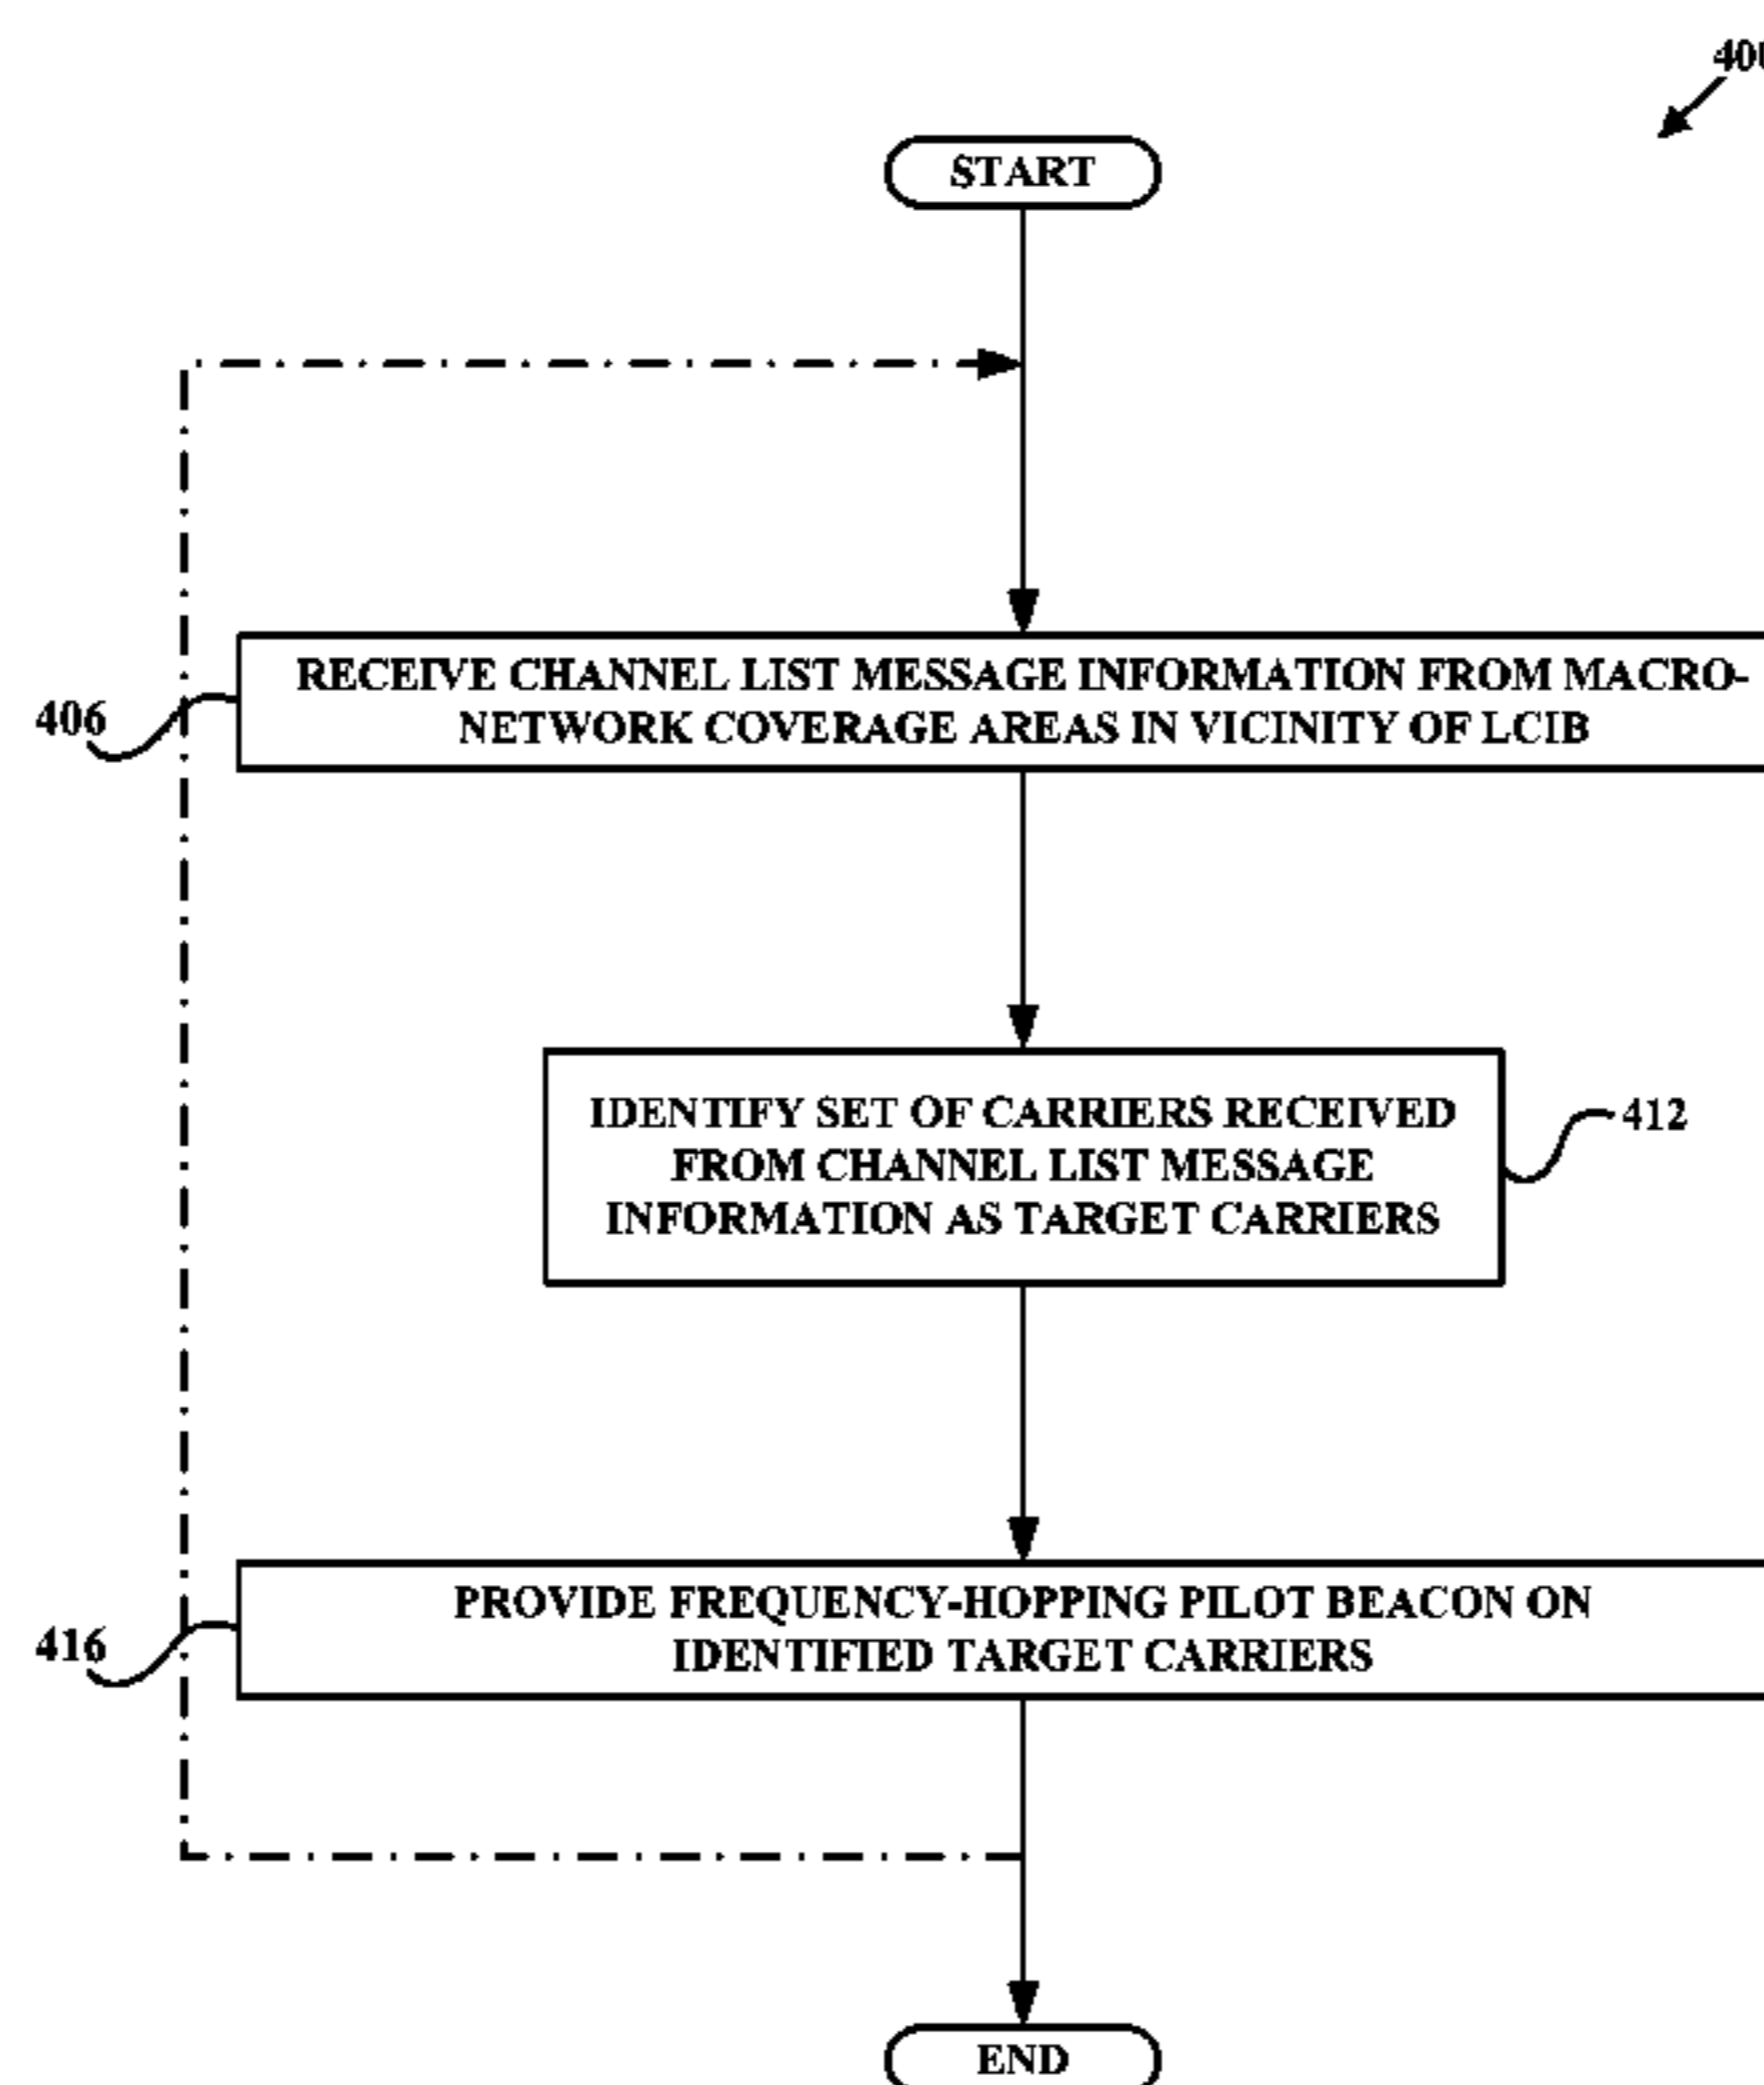 START
RECEIVE CHANNEL LIST MESSAGE INFORMATION FROM MACRO-
NETWORK COVERAGE AREAS IN VICINITY OF LCIB
406
IDENTIFY SET OF CARRIERS RECEIVED
FROM CHANNEL LIST MESSAGE
INFORMATION AS TARGET CARRIERS
412
PROVIDE FREQUENCY-HOPPING PILOT BEACON ON
IDENTIFIED TARGET CARRIERS
416
END